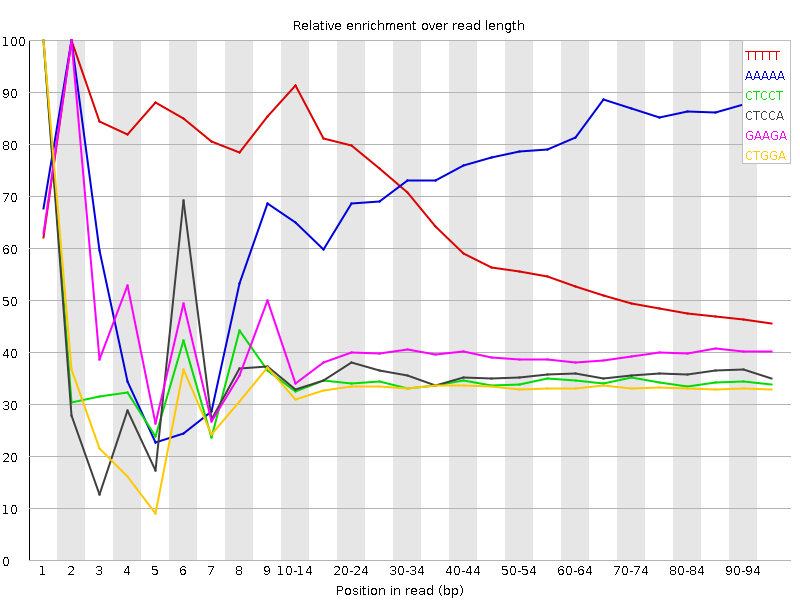 Relative enrichment over read length
100
90
80
70
60
50
40
30
20
10
0
TTTTT
AAAAA
CTCCT
CTCCA
GAAGA
CTGGA
1 2 3 4 5 6 7 8 9 10-14 20-24 30-34 40-44 50-54 60-64 70-74 80-84 90-94
Position in read (bp)